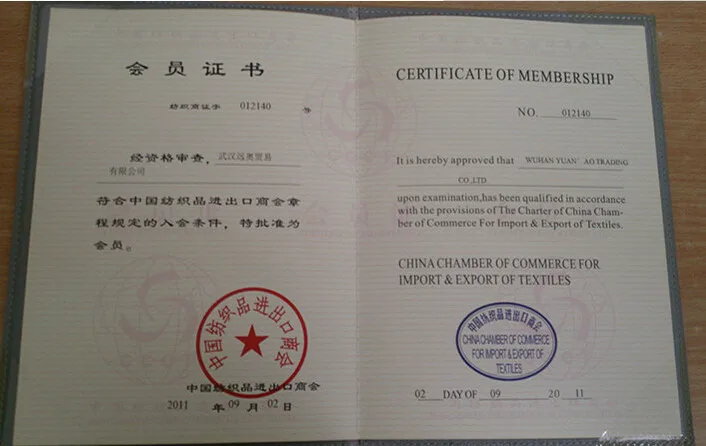 会员证书
纺织商证字 012140 号
经资格审查，武汉远奥贸易
有限公司
符合中国纺织品进出口商会章
程规定的入会条件，特批准为
会员。
中国纺织品进出口商会
中国纺织品进出口商会
2011 年 09 月 02 日
CERTIFICATE OF MEMBERSHIP
NO. 012140
It is hereby approved that WUHAN YUAN' AO TRADING
CO.,LTD
upon examination,has been qualified in accordance
with the provisions of The Charter of China Cham-
ber of Commerce For Import & Export of Textiles.
CHINA CHAMBER OF COMMERCE FOR
IMPORT & EXPORT OF TEXTILES
中国纺织品进出口商会
CHINA CHAMBER OF COMMERCE
FOR IMPORT & EXPORT OF
TEXTILES
02 DAY OF 09 20 11